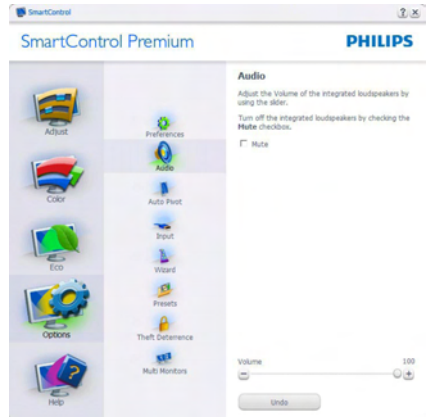 SmartControl
SmartControl Premium
PHILIPS
Adjust
Color
Eco
Options
Help
Preferences
Audio
Auto Pivot
Input
Wizard
Presets
Theft Deterrence
Multi Monitors
Audio
Adjust the Volume of the integrated loudspeakers by
using the slider.
Turn off the integrated loudspeakers by checking the
Mute checkbox.
Mute
Volume 100
Undo